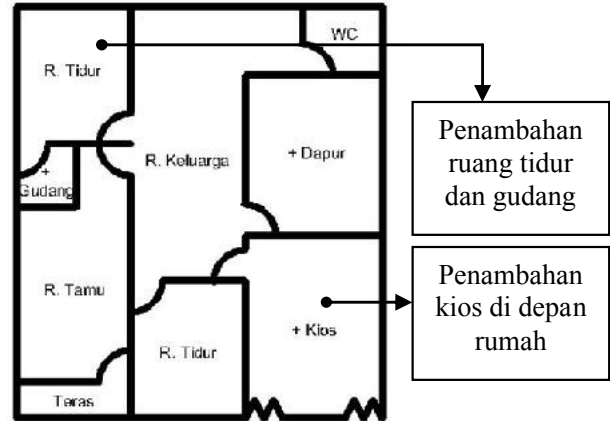 WC
R. Tidur
+ Dapur
R. Keluarga
+
Gudang
R. Tamu
+ Kios
R. Tidur
Teras
Penambahan
ruang tidur
dan gudang
Penambahan
kios di depan
rumah